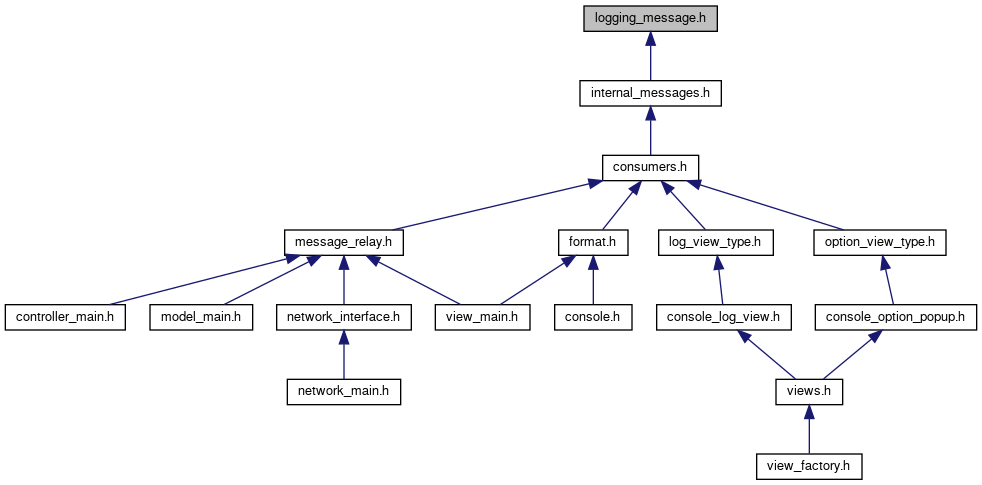 logging_message.h
internal_messages.h
consumers.h
message_relay.h
format.h
log_view_type.h
option_view_type.h
controller_main.h
model_main.h
network_interface.h
view_main.h
console.h
console_log_view.h
console_option_popup.h
network_main.h
views.h
view_factory.h